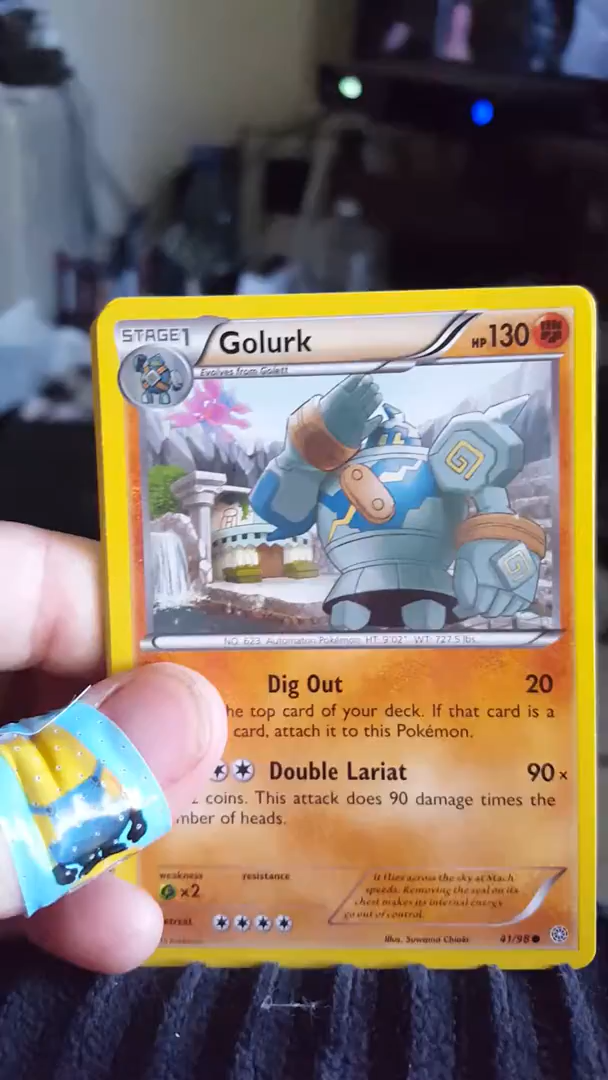 STAGE1
Golurk
HP130
Evolves from Golett
NO. 623 Automaton Pokémon HT: 9'02" WT: 727.5 lbs.
Dig Out 20
he top card of your deck. If that card is a
card, attach it to this Pokémon.
Double Lariat 90×
2 coins. This attack does 90 damage times the
mber of heads.
weakness resistance
×2
etreat
It flies across the sky at Mach
speeds. Removing the seal on its
chest makes its internal energy
go out of control.
Illus. Suwama Chiaki
41/98